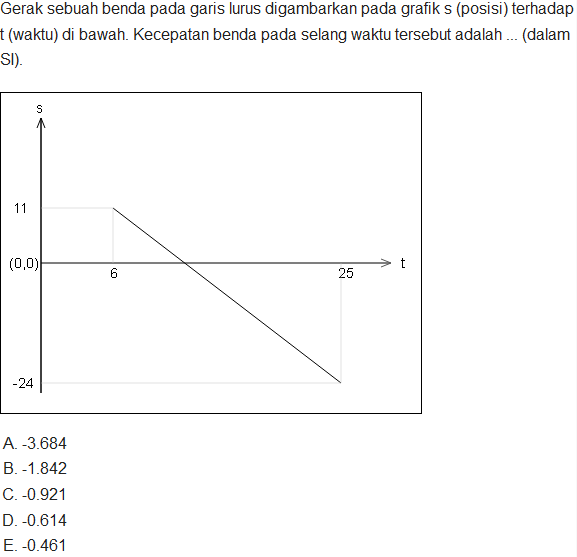 Gerak sebuah benda pada garis lurus digambarkan pada grafik s (posisi) terhadap
t (waktu) di bawah. Kecepatan benda pada selang waktu tersebut adalah ... (dalam
SI).
s
11
(0,0)
t
6
25
-24
A. -3.684
B. -1.842
C. -0.921
D. -0.614
E. -0.461